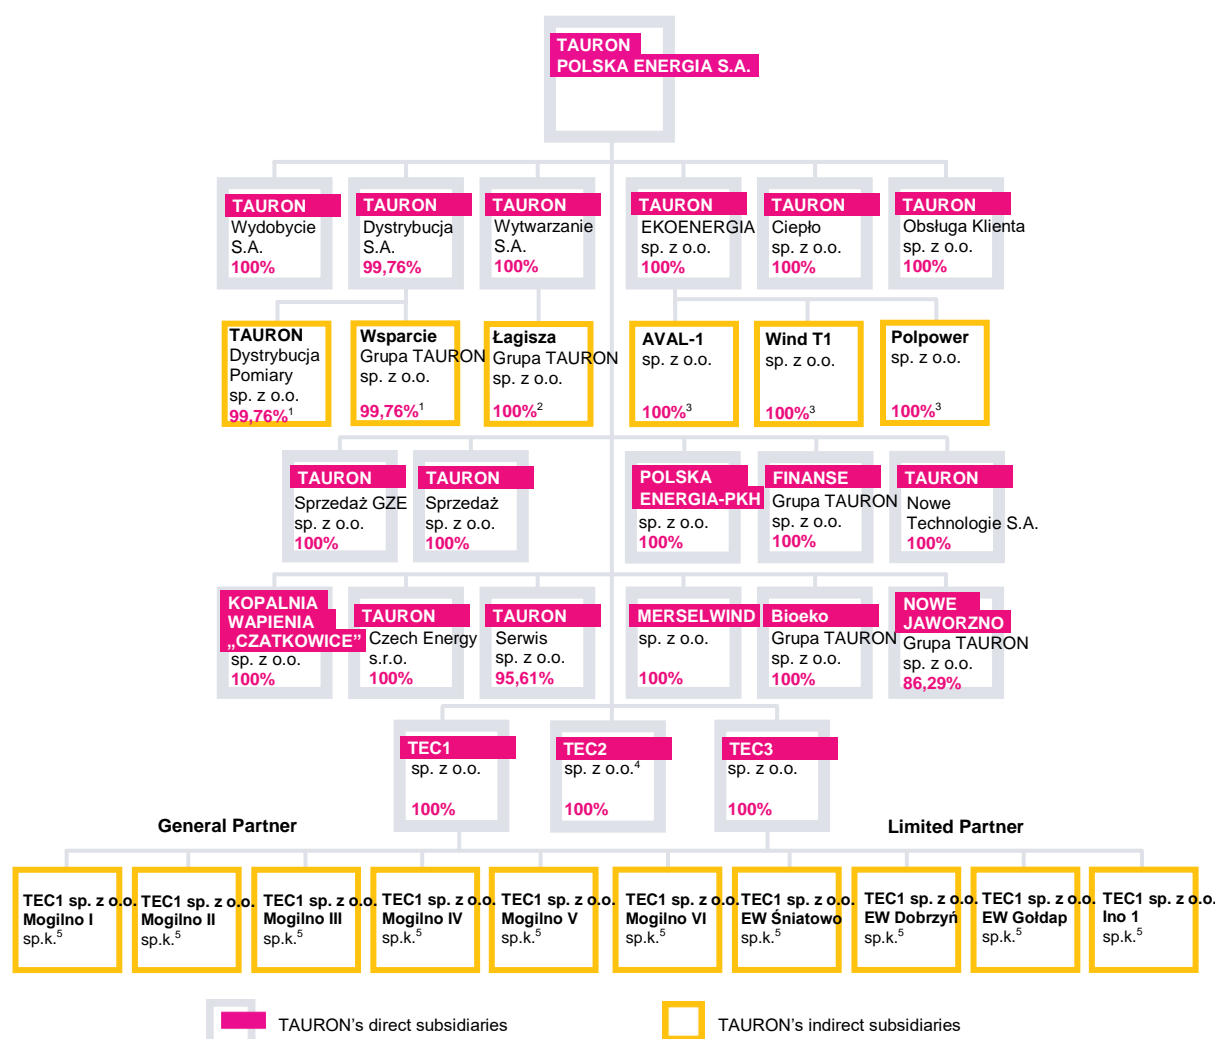 TAURON
POLSKA ENERGIA S.A.
TAURON
Wydobycie
S.A.
100%
TAURON
Dystrybucja
S.A.
99,76%
TAURON
Wytwarzanie
S.A.
100%
TAURON
EKOENERGIA
sp. z o.o.
100%
TAURON
Ciepło
sp. z o.o.
100%
TAURON
Obsługa Klienta
sp. z o.o.
100%
TAURON
Dystrybucja
Pomiary
sp. z o.o.
99,76%1
Wsparcie
Grupa TAURON
sp. z o.o.
99,76%1
Łagisza
Grupa TAURON
sp. z o.o.
100%2
AVAL-1
sp. z o.o.
100%3
Wind T1
sp. z o.o.
100%3
Polpower
sp. z o.o.
100%3
TAURON
Sprzedaż GZE
sp. z o.o.
100%
TAURON
Sprzedaż
sp. z o.o.
100%
POLSKA
ENERGIA-PKH
sp. z o.o.
100%
FINANSE
Grupa TAURON
sp. z o.o.
100%
TAURON
Nowe
Technologie S.A.
100%
KOPALNIA
WAPIENIA
„CZATKOWICE”
sp. z o.o.
100%
TAURON
Czech Energy
s.r.o.
100%
TAURON
Serwis
sp. z o.o.
95,61%
MERSELWIND
sp. z o.o.
100%
Bioeko
Grupa TAURON
sp. z o.o.
100%
NOWE
JAWORZNO
Grupa TAURON
sp. z o.o.
86,29%
TEC1
sp. z o.o.
100%
TEC2
sp. z o.o.4
100%
TEC3
sp. z o.o.
100%
General Partner
Limited Partner
TEC1 sp. z o.o.
Mogilno I
sp.k.5
TEC1 sp. z o.o.
Mogilno II
sp.k.5
TEC1 sp. z o.o.
Mogilno III
sp.k.5
TEC1 sp. z o.o.
Mogilno IV
sp.k.5
TEC1 sp. z o.o.
Mogilno V
sp.k.5
TEC1 sp. z o.o.
Mogilno VI
sp.k.5
TEC1 sp. z o.o.
EW Śniatowo
sp.k.5
TEC1 sp. z o.o.
EW Dobrzyń
sp.k.5
TEC1 sp. z o.o.
EW Gołdap
sp.k.5
TEC1 sp. z o.o.
Ino 1
sp.k.5
TAURON's direct subsidiaries
TAURON's indirect subsidiaries